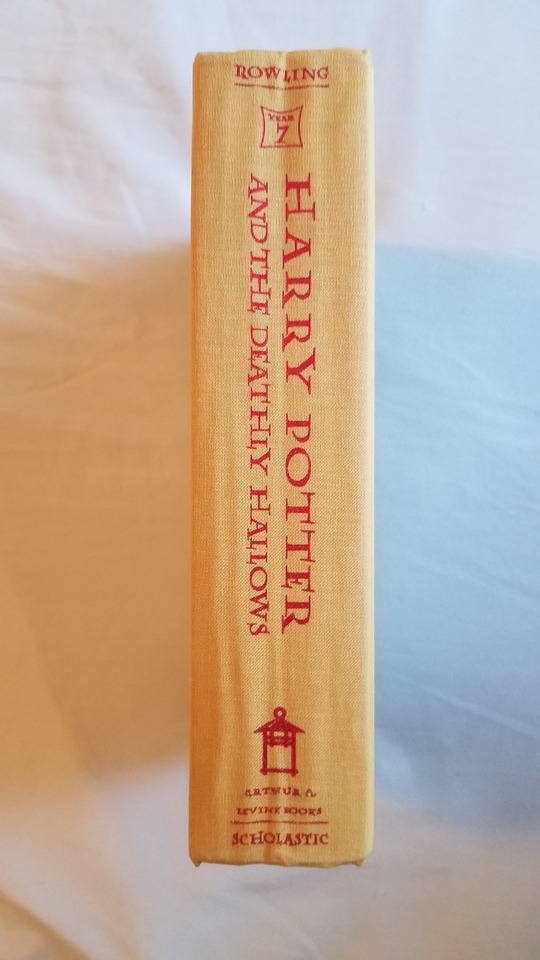 ROWLING
YEAR
7
HARRY POTTER
AND THE DEATHLY HALLOWS
ARTHUR A.
LEVINE BOOKS
SCHOLASTIC